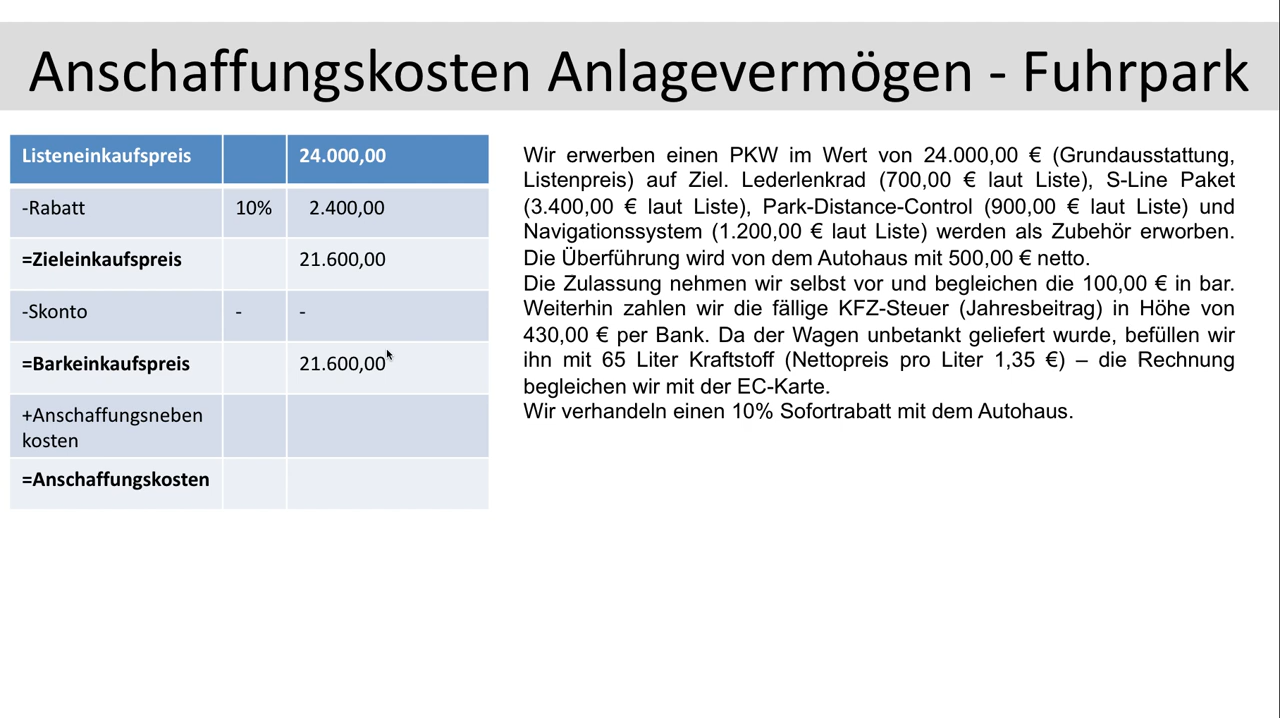 Anschaffungskosten Anlagevermögen - Fuhrpark
Listeneinkaufspreis 24.000,00
-Rabatt 10% 2.400,00
=Zieleinkaufspreis 21.600,00
-Skonto - -
=Barkeinkaufspreis 21.600,00
+Anschaffungsneben
kosten
=Anschaffungskosten
Wir erwerben einen PKW im Wert von 24.000,00 € (Grundausstattung,
Listenpreis) auf Ziel. Lederlenkrad (700,00 € laut Liste), S-Line Paket
(3.400,00 € laut Liste), Park-Distance-Control (900,00 € laut Liste) und
Navigationssystem (1.200,00 € laut Liste) werden als Zubehör erworben.
Die Überführung wird von dem Autohaus mit 500,00 € netto.
Die Zulassung nehmen wir selbst vor und begleichen die 100,00 € in bar.
Weiterhin zahlen wir die fällige KFZ-Steuer (Jahresbeitrag) in Höhe von
430,00 € per Bank. Da der Wagen unbetankt geliefert wurde, befüllen wir
ihn mit 65 Liter Kraftstoff (Nettopreis pro Liter 1,35 €) – die Rechnung
begleichen wir mit der EC-Karte.
Wir verhandeln einen 10% Sofortrabatt mit dem Autohaus.